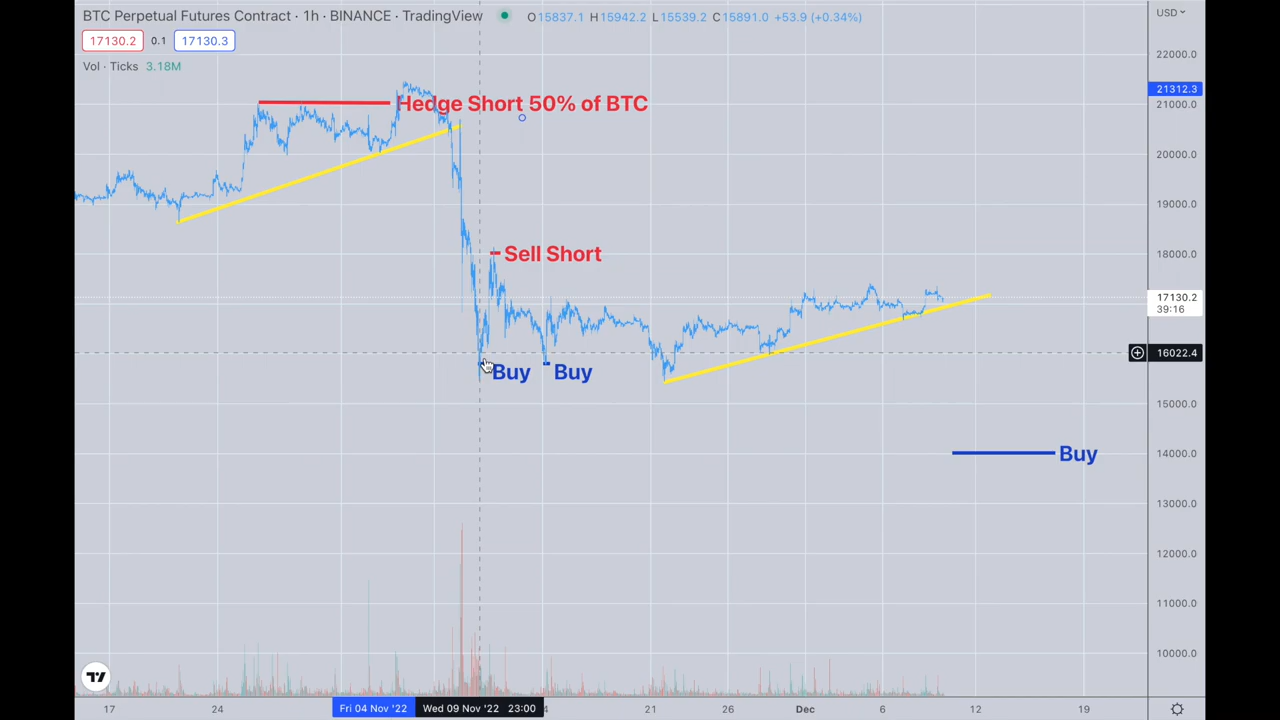 BTC Perpetual Futures Contract · 1h · BINANCE · TradingView O15837.1 H15942.2 L15539.2 C15891.0 +53.9 (+0.34%)
USD
17130.2 0.1 17130.3
Vol · Ticks 3.18M
22000.0
21312.3
21000.0
Hedge Short 50% of BTC
20000.0
19000.0
Sell Short
18000.0
17130.2
39:16
16022.4
Buy
Buy
15000.0
Buy
14000.0
13000.0
12000.0
11000.0
10000.0
17 24 Fri 04 Nov '22 Wed 09 Nov '22 23:00 4 21 26 Dec 6 12 19